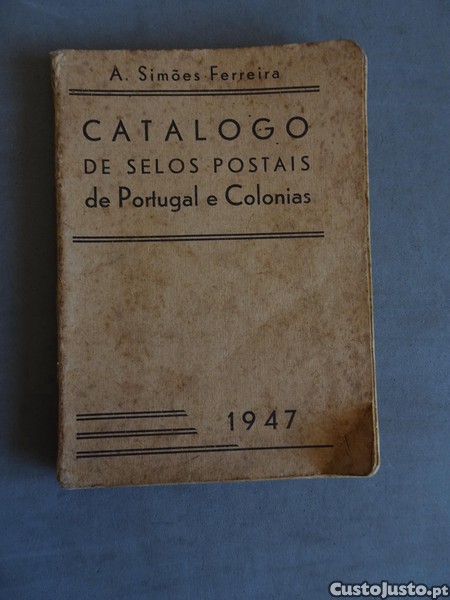 A. Simões Ferreira
CATALOGO
DE SELOS POSTAIS
de Portugal e Colonias
1947
CustoJusto.pt